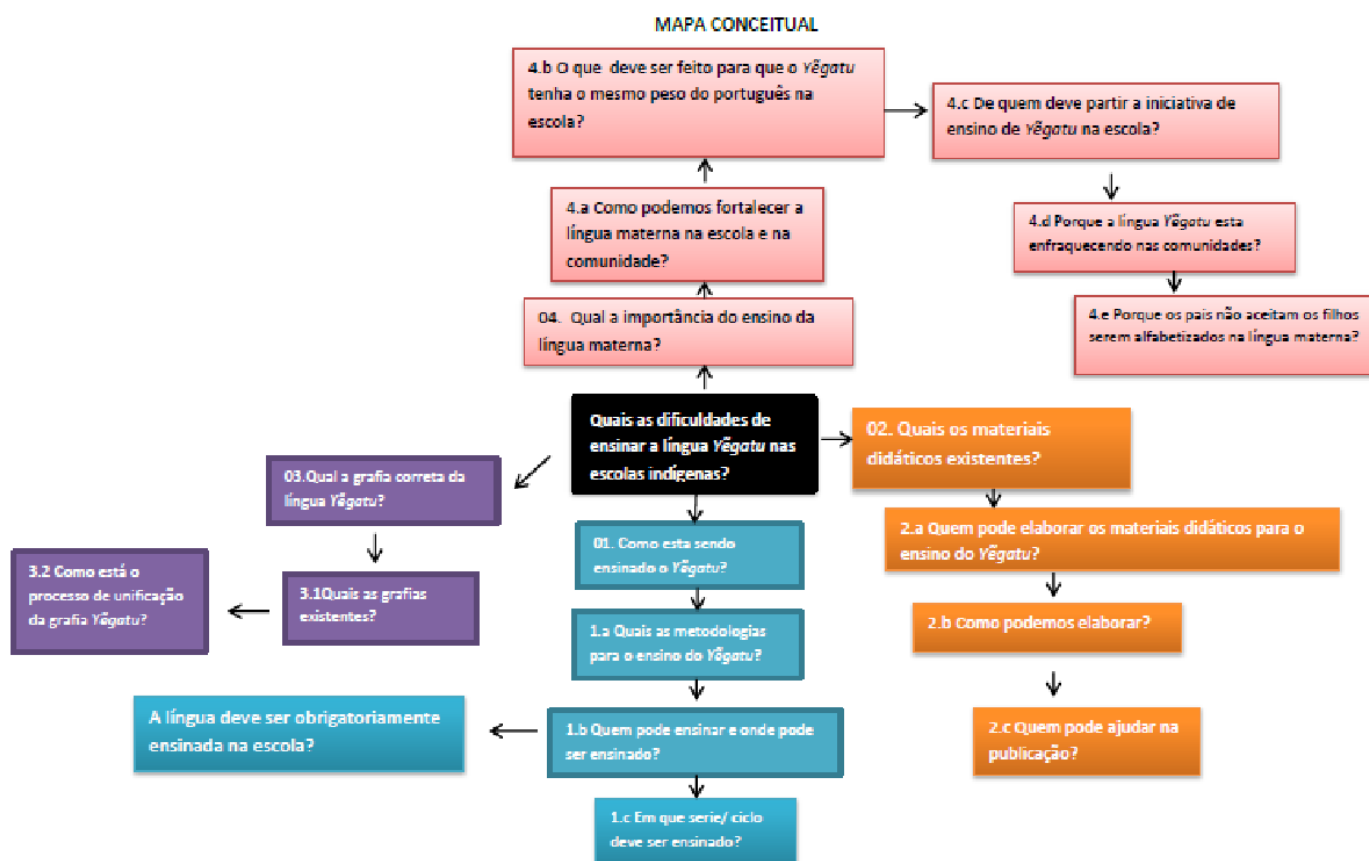 MAPA CONCEITUAL
4.b O que deve ser feito para que o Yẽgatu
tenha o mesmo peso do português na
escola?
4.c De quem deve partir a iniciativa de
ensino de Yẽgatu na escola?
4.a Como podemos fortalecer a
língua materna na escola e na
comunidade?
4.d Porque a língua Yẽgatu esta
enfraquecendo nas comunidades?
04. Qual a importância do ensino da
língua materna?
4.e Porque os pais não aceitam os filhos
serem alfabetizados na língua materna?
Quais as dificuldades de
ensinar a língua Yẽgatu nas
escolas indígenas?
02. Quais os materiais
didáticos existentes?
03.Qual a grafia correta da
língua Yẽgatu?
2.a Quem pode elaborar os materiais didáticos para o
ensino do Yẽgatu?
01. Como esta sendo
ensinado o Yẽgatu?
3.2 Como está o
processo de unificação
da grafia Yẽgatu?
3.1Quais as grafias
existentes?
2.b Como podemos elaborar?
1.a Quais as metodologias
para o ensino do Yẽgatu?
A língua deve ser obrigatoriamente
ensinada na escola?
1.b Quem pode ensinar e onde pode
ser ensinado?
2.c Quem pode ajudar na
publicação?
1.c Em que serie/ ciclo
deve ser ensinado?